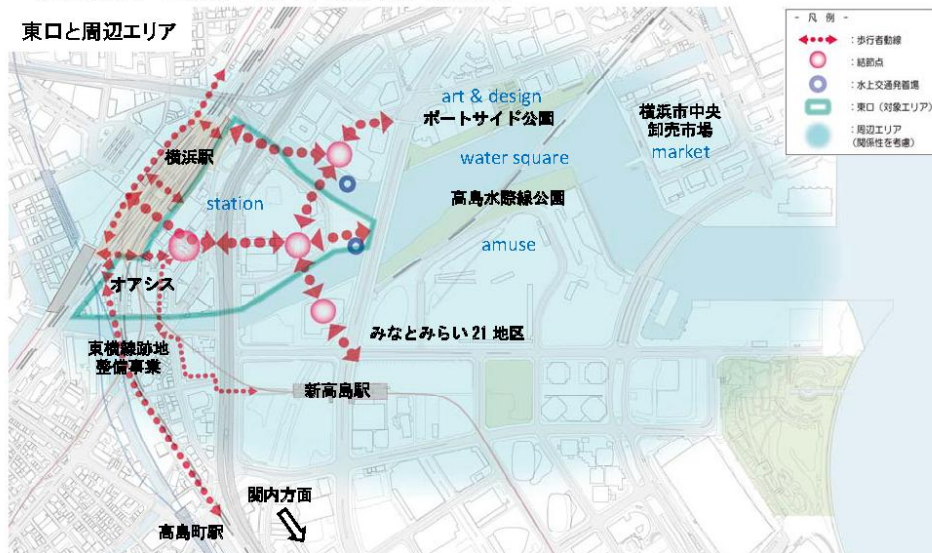 東口と周辺エリア
- 凡 例 -
：歩行者動線
：結節点
：水上交通発着場
：東口（対象エリア）
：周辺エリア
（関係性を考慮）
art & design
ポートサイド公園
横浜市中央
卸売市場
market
横浜駅
water square
station
高島水際線公園
amuse
オアシス
みなとみらい21地区
東横線跡地
整備事業
新高島駅
関内方面
高島町駅